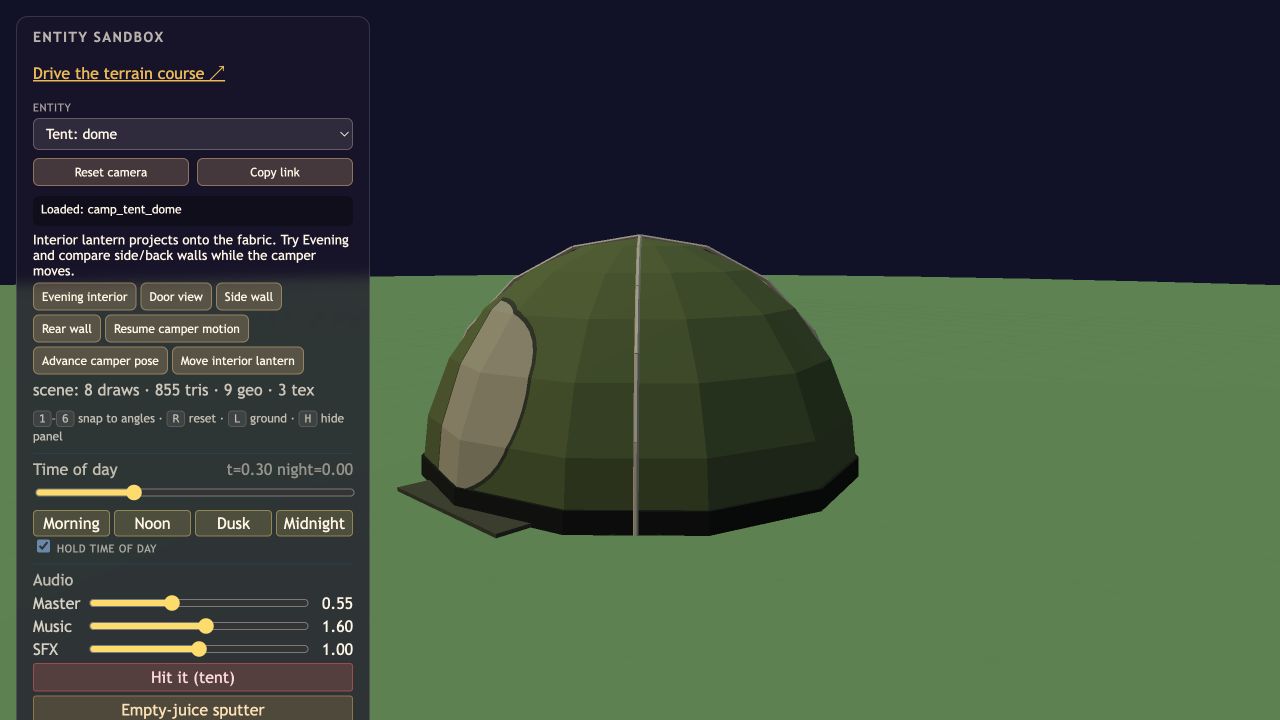 ENTITY SANDBOX
Drive the terrain course ↗
ENTITY
Tent: dome
Reset camera Copy link
Loaded: camp_tent_dome
Interior lantern projects onto the fabric. Try Evening
and compare side/back walls while the camper
moves.
Evening interior Door view Side wall
Rear wall Resume camper motion
Advance camper pose Move interior lantern
scene: 8 draws · 855 tris · 9 geo · 3 tex
1-6 snap to angles · R reset · L ground · H hide
panel
Time of day t=0.30 night=0.00
Morning Noon Dusk Midnight
HOLD TIME OF DAY
Audio
Master 0.55
Music 1.60
SFX 1.00
Hit it (tent)
Empty-juice sputter